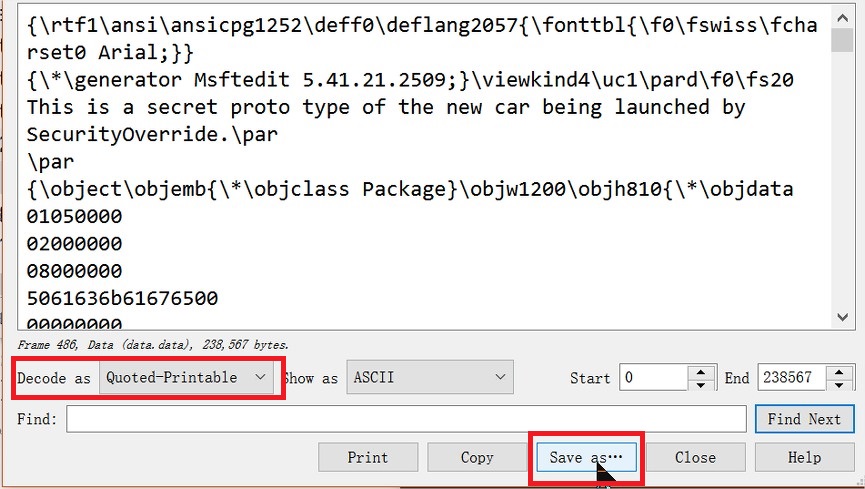 {\rtf1\ansi\ansicpg1252\deff0\deflang2057{\fonttbl{\f0\fswiss\fcha
rset0 Arial;}}
{\*\generator Msftedit 5.41.21.2509;}\viewkind4\uc1\pard\f0\fs20
This is a secret proto type of the new car being launched by
SecurityOverride.\par
\par
{\object\objemb{\*\objclass Package}\objw1200\objh810{\*\objdata
01050000
02000000
08000000
5061636b61676500
00000000
Frame 486, Data (data.data), 238,567 bytes.
Decode as Quoted-Printable Show as ASCII Start 0 End 238567
Find: Find Next
Print Copy Save as… Close Help